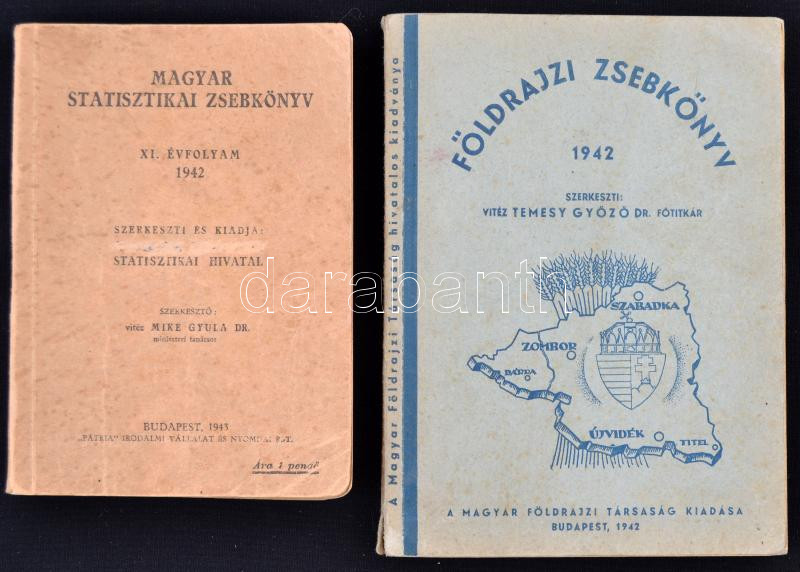 MAGYAR
STATISZTIKAI ZSEBKÖNYV
XI. ÉVFOLYAM
1942
SZERKESZTI ÉS KIADJA:
STATISZTIKAI HIVATAL
SZERKESZTŐ:
vitéz MIKE GYULA DR.
miniszteri tanácsos
BUDAPEST, 1943
„PÁTRIA" IRODALMI VÁLLALAT ÉS NYOMDAI R.-T.
Ára pengő
A Magyar Földrajzi Társaság hivatalos kiadványa
FÖLDRAJZI ZSEBKÖNYV
1942
SZERKESZTI:
VITÉZ TEMESY GYŐZŐ DR. FŐTITKÁR
SZABADKA
ZOMBOR
ÚJVIDÉK
TITEL
A MAGYAR FÖLDRAJZI TÁRSASÁG KIADÁSA
BUDAPEST, 1942
darabanth